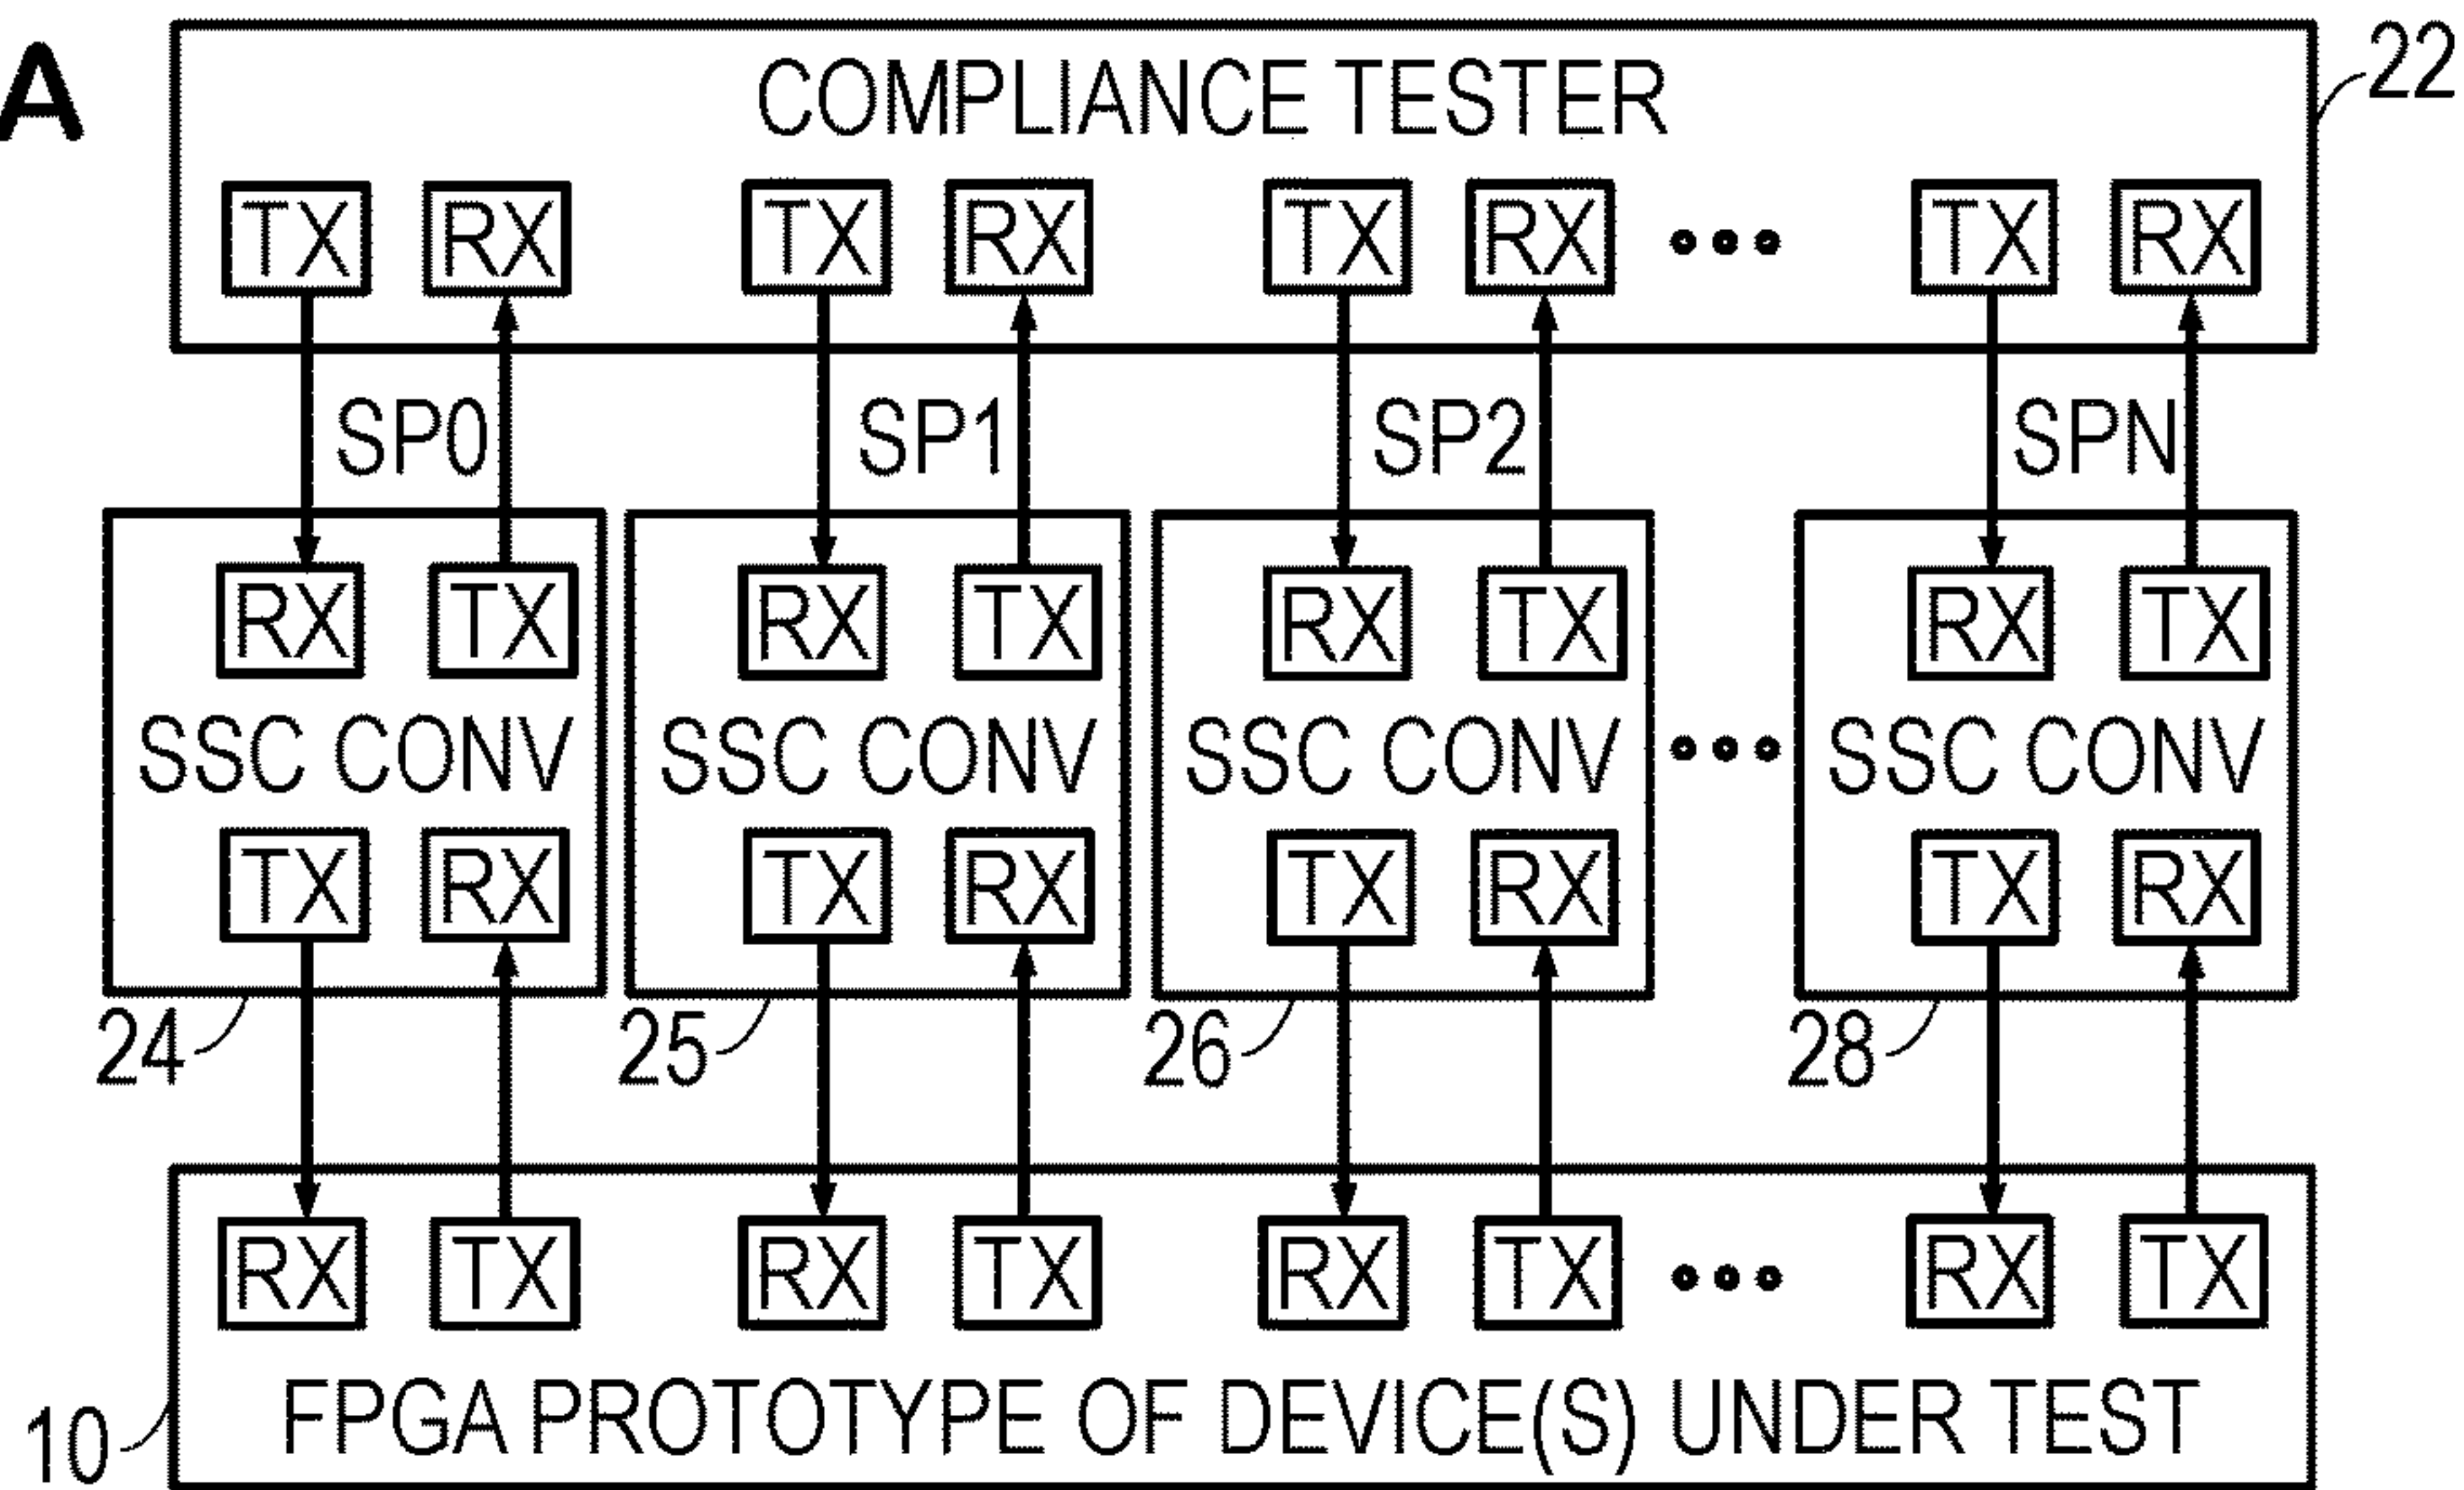 A
COMPLIANCE TESTER
22
TX RX TX RX TX RX TX RX
SP0 SP1 SP2 SPN
RX TX RX TX RX TX RX TX
SSC CONV SSC CONV SSC CONV SSC CONV
TX RX TX RX TX RX TX RX
24 25 26 28
RX TX RX TX RX TX RX TX
10 FPGA PROTOTYPE OF DEVICE(S) UNDER TEST